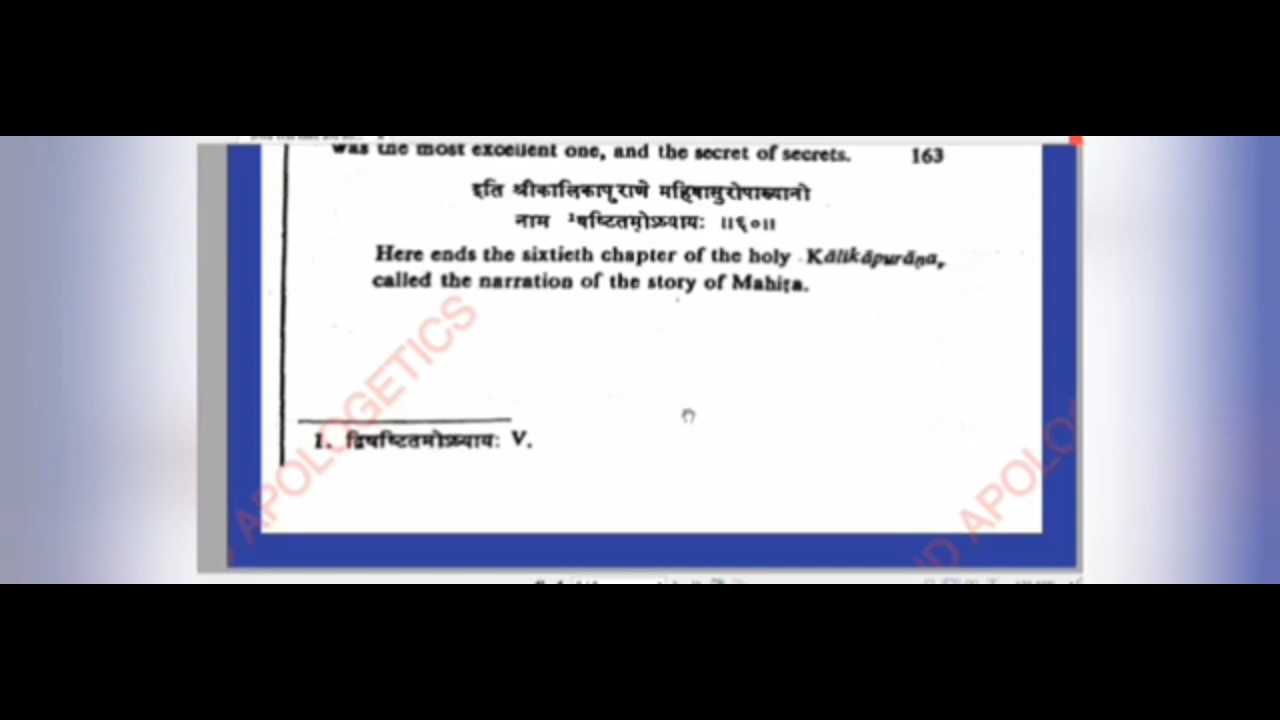 was the most excellent one, and the secret of secrets. 163
इति श्रीकालिकापुराणे महिषासुरोपाख्यानो
नाम ¹षष्टितमोऽध्यायः ॥६०॥
Here ends the sixtieth chapter of the holy Kālikāpurāṇa,
called the narration of the story of Mahiṣa.
1. द्विषष्टितमोऽध्यायः V.
APOLOGETICS
ND APOLO